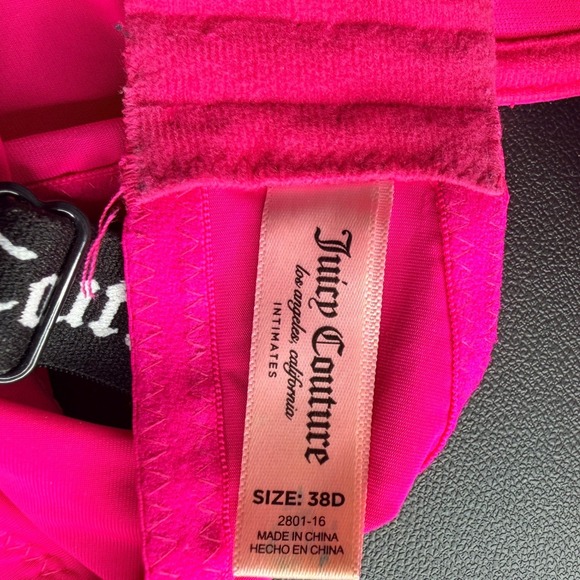 Juicy Couture
los angeles, california
INTIMATES
SIZE: 38D
2801-16
MADE IN CHINA
HECHO EN CHINA